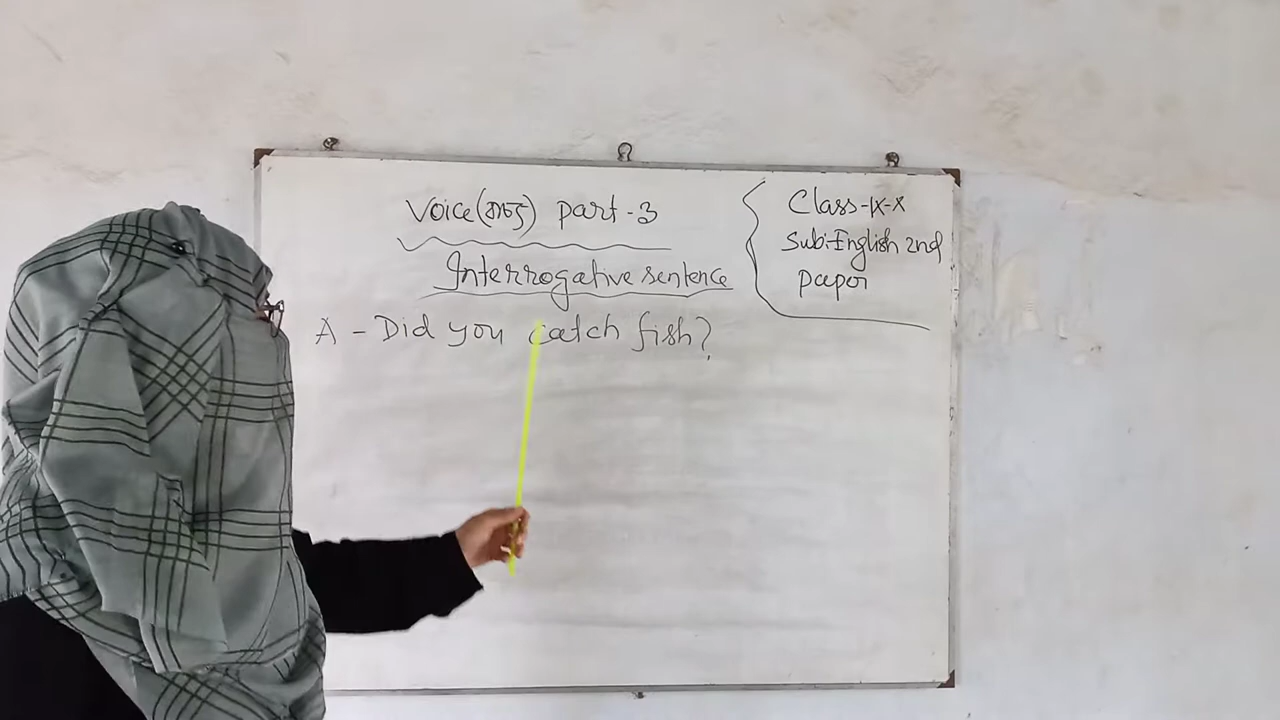 Voice(বাচ্য) part-3
Interrogative sentence
A - Did you catch fish?
Class-IX-X
Sub:-English 2nd
paper